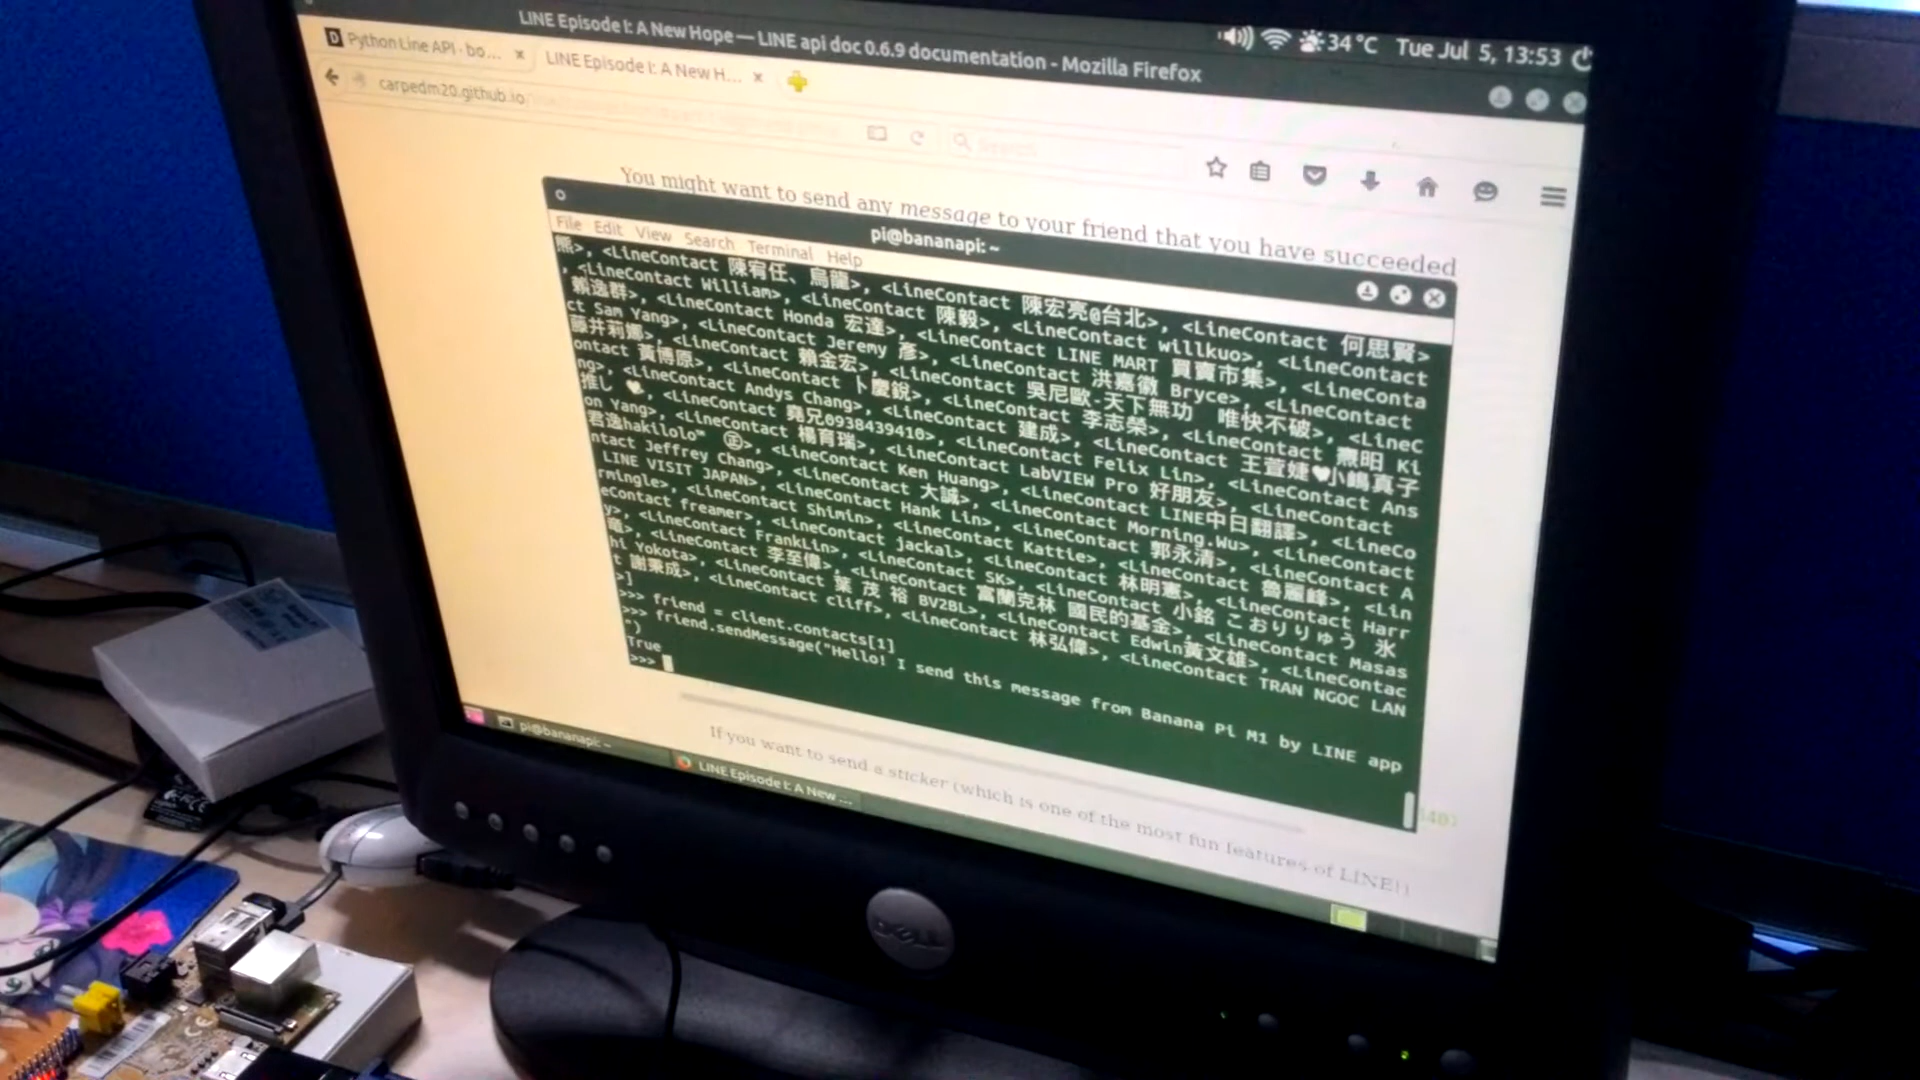 LINE Episode I: A New Hope — LINE api doc 0.6.9 documentation - Mozilla Firefox
34 °C Tue Jul 5, 13:53
Python Line API - bo...
LINE Episode I: A New H...
carpedm20.github.io
Search
You might want to send any message to your friend that you have succeeded
pi@bananapi: ~
File Edit View Search Terminal Help
熊>, <LineContact 陳宥任、烏龍>, <LineContact 陳宏亮@台北>, <LineContact 何思賢>
, <LineContact William>, <LineContact 陳毅>, <LineContact willkuo>, <LineContact
賴逸群>, <LineContact Honda 宏達>, <LineContact LINE MART 買賣市集>, <LineConta
ct Sam Yang>, <LineContact Jeremy 彥>, <LineContact 洪嘉徽 Bryce>, <LineContact
藤井莉娜>, <LineContact 賴金宏>, <LineContact 吳尼歐-天下無功 唯快不破>, <LineC
ontact 黃博原>, <LineContact 卜慶銳>, <LineContact 李志榮>, <LineContact 熏昭 Ki
ng>, <LineContact Andys Chang>, <LineContact 建成>, <LineContact 王萱婕♥小嶋真子
推し ♥>, <LineContact 堯兄0938439410>, <LineContact Felix Lin>, <LineContact Ans
on Yang>, <LineContact 楊育瑞>, <LineContact LabVIEW Pro 好朋友>, <LineContact
君逸hakilolo™ ㊣>, <LineContact Ken Huang>, <LineContact LINE中日翻譯>, <LineCo
ntact Jeffrey Chang>, <LineContact 大誠>, <LineContact Morning.Wu>, <LineContact
LINE VISIT JAPAN>, <LineContact Hank Lin>, <LineContact 郭永清>, <LineContact A
rmingle>, <LineContact Shimin>, <LineContact Kattie>, <LineContact 魯麗峰>, <Lin
eContact freamer>, <LineContact jackal>, <LineContact 林明憲>, <LineContact Harr
y>, <LineContact FrankLin>, <LineContact SK>, <LineContact 小銘 こおりりゅう 氷
竜>, <LineContact 李至偉>, <LineContact 富蘭克林 國民的基金>, <LineContact Masas
hi Yokota>, <LineContact 葉 茂 裕 BV2BL>, <LineContact Edwin黃文雄>, <LineContac
t 謝秉成>, <LineContact cliff>, <LineContact 林弘偉>, <LineContact TRAN NGOC LAN
>]
>>> friend = client.contacts[1]
>>> friend.sendMessage("Hello! I send this message from Banana Pi M1 by LINE app
")
True
>>>
If you want to send a sticker (which is one of the most fun features of LINE!)
pi@bananapi: ~
LINE Episode I: A New ...
DELL